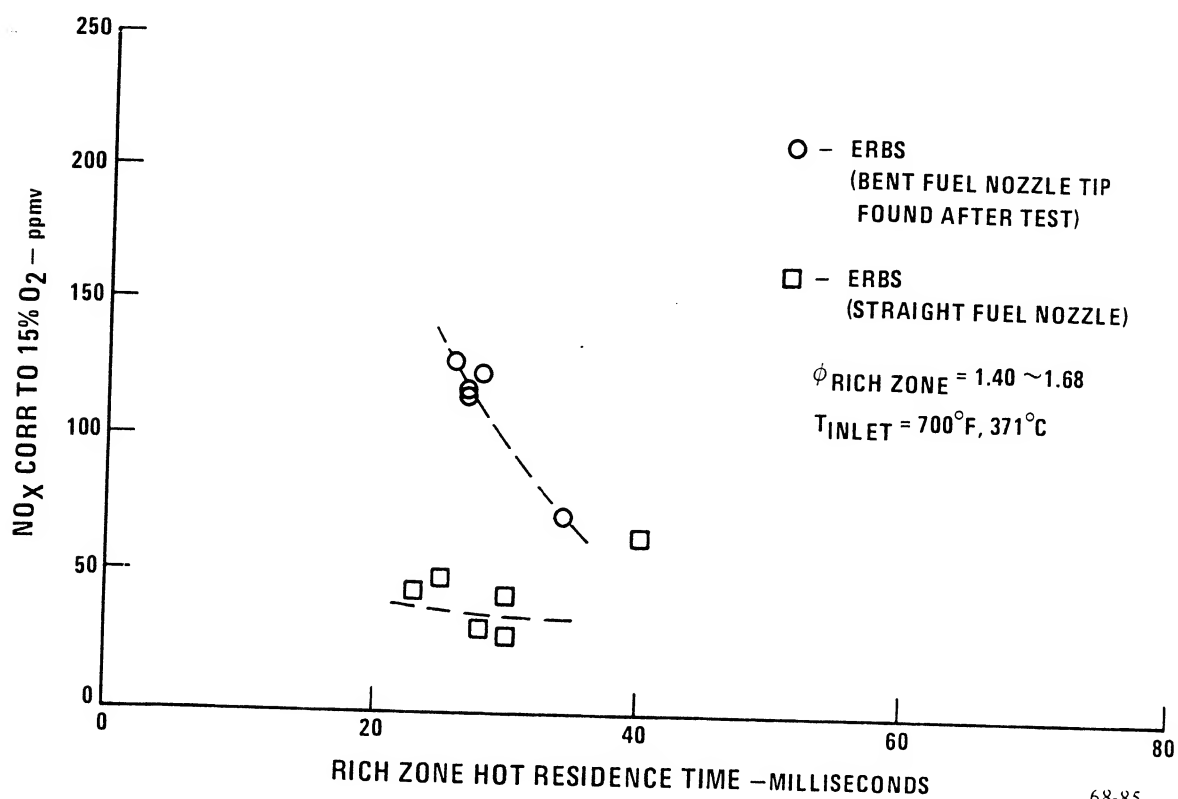 250
200
150
100
50
0
0
20
40
60
80
NOX CORR TO 15% O2 – ppmv
RICH ZONE HOT RESIDENCE TIME –MILLISECONDS
○ – ERBS
(BENT FUEL NOZZLE TIP
FOUND AFTER TEST)
□ – ERBS
(STRAIGHT FUEL NOZZLE)
ϕRICH ZONE = 1.40 ~1.68
TINLET = 700°F, 371°C
68-85